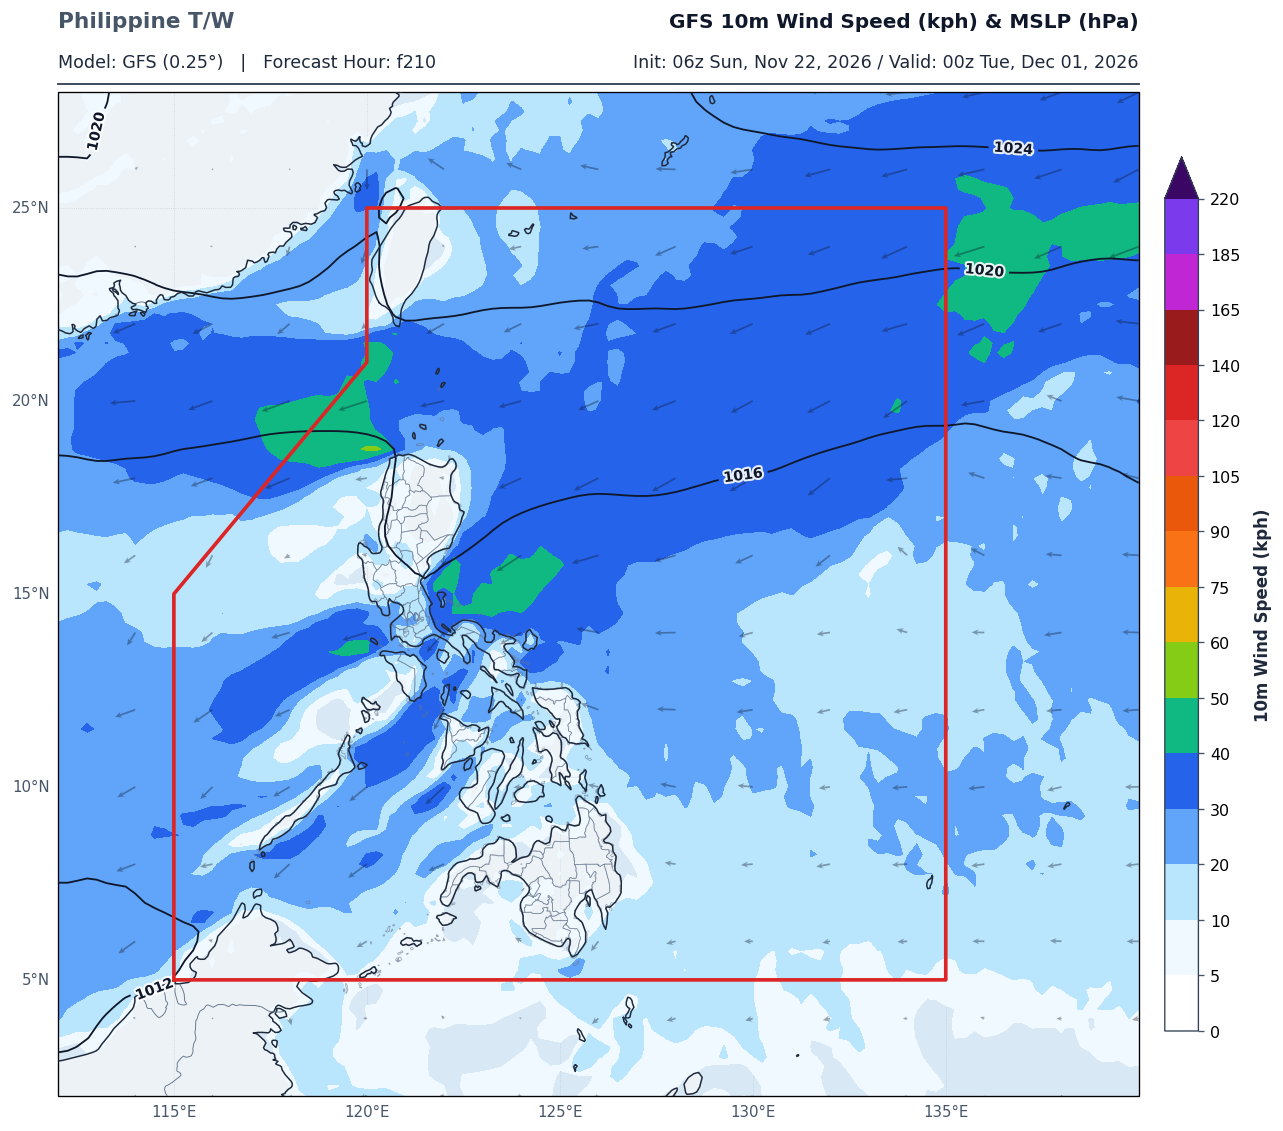 Philippine T/W
GFS 10m Wind Speed (kph) & MSLP (hPa)
Model: GFS (0.25°) | Forecast Hour: f210
Init: 06z Sun, Nov 22, 2026 / Valid: 00z Tue, Dec 01, 2026
1020
1024
1020
1016
1012
25°N
20°N
15°N
10°N
5°N
115°E
120°E
125°E
130°E
135°E
220
185
165
140
120
105
90
75
60
50
40
30
20
10
5
0
10m Wind Speed (kph)